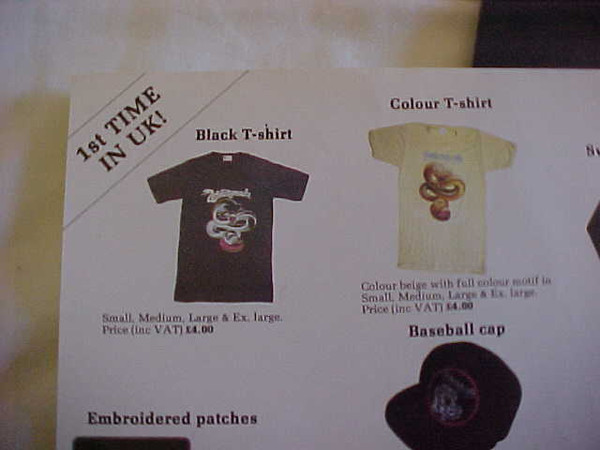 1st TIME
IN UK!
Black T-shirt
Small, Medium, Large & Ex. large.
Price (inc VAT) £4.00
Colour T-shirt
Colour beige with full colour motif in
Small, Medium, Large & Ex. large.
Price (inc VAT) £4.00
Baseball cap
Embroidered patches